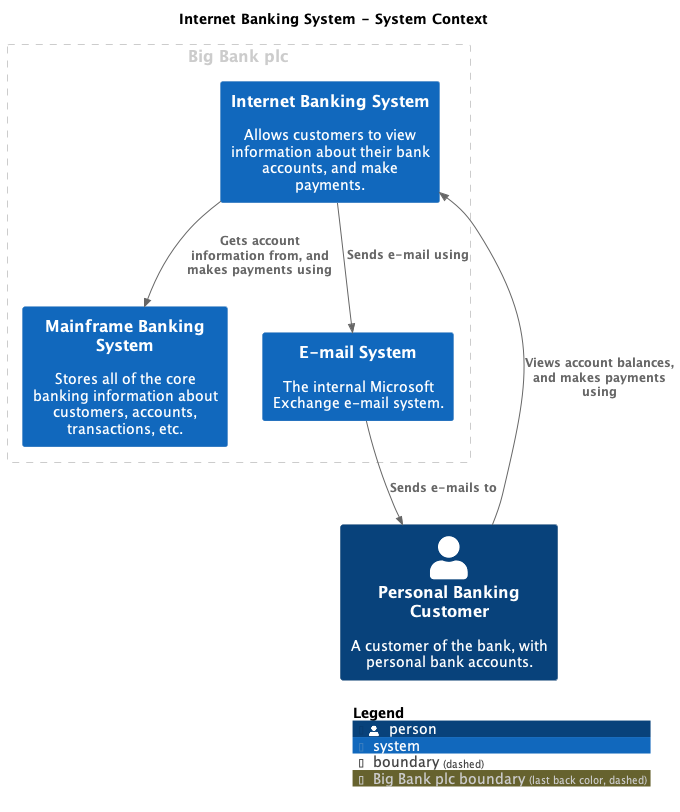 Internet Banking System - System Context
Big Bank plc
Internet Banking System
Allows customers to view
information about their bank
accounts, and make
payments.
Gets account
information from, and
makes payments using
Sends e-mail using
Mainframe Banking
System
Stores all of the core
banking information about
customers, accounts,
transactions, etc.
E-mail System
The internal Microsoft
Exchange e-mail system.
Views account balances,
and makes payments
using
Sends e-mails to
Personal Banking
Customer
A customer of the bank, with
personal bank accounts.
Legend
person
system
boundary (dashed)
Big Bank plc boundary (last back color, dashed)